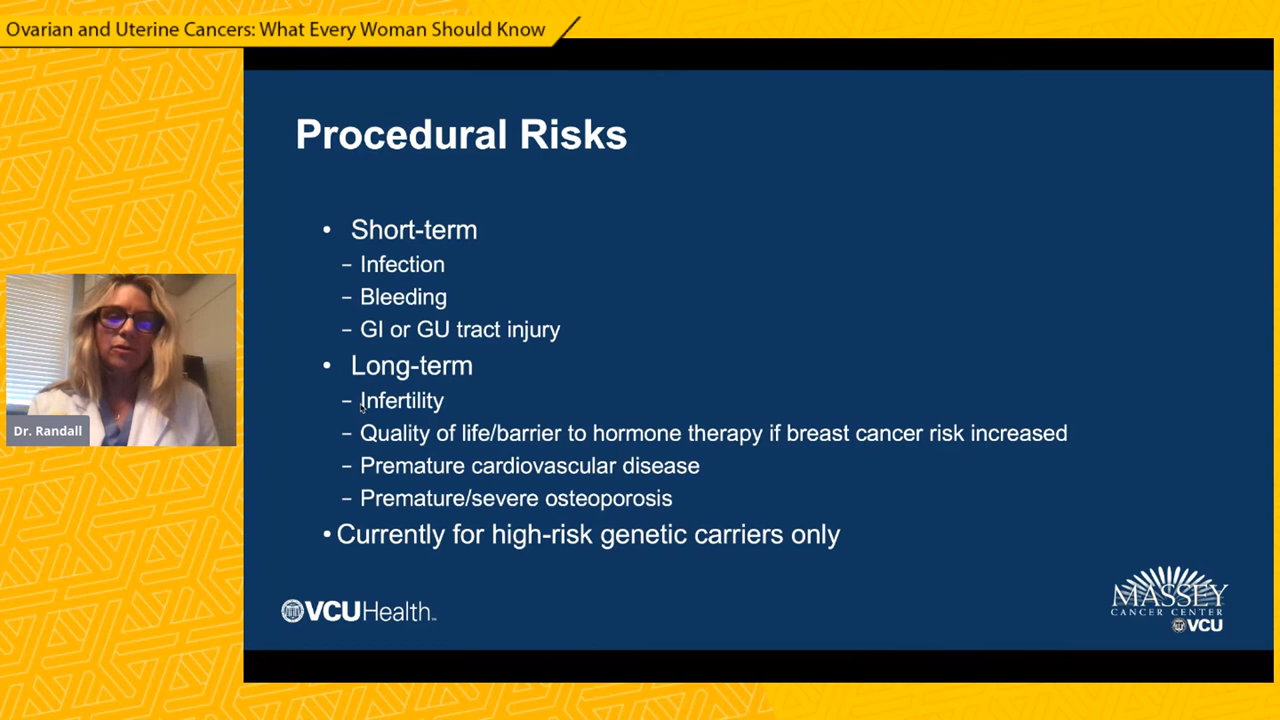 Ovarian and Uterine Cancers: What Every Woman Should Know
Procedural Risks
• Short-term
– Infection
– Bleeding
– GI or GU tract injury
• Long-term
– Infertility
– Quality of life/barrier to hormone therapy if breast cancer risk increased
– Premature cardiovascular disease
– Premature/severe osteoporosis
• Currently for high-risk genetic carriers only
Dr. Randall
VCUHealth™
MASSEY
CANCER CENTER
VCU